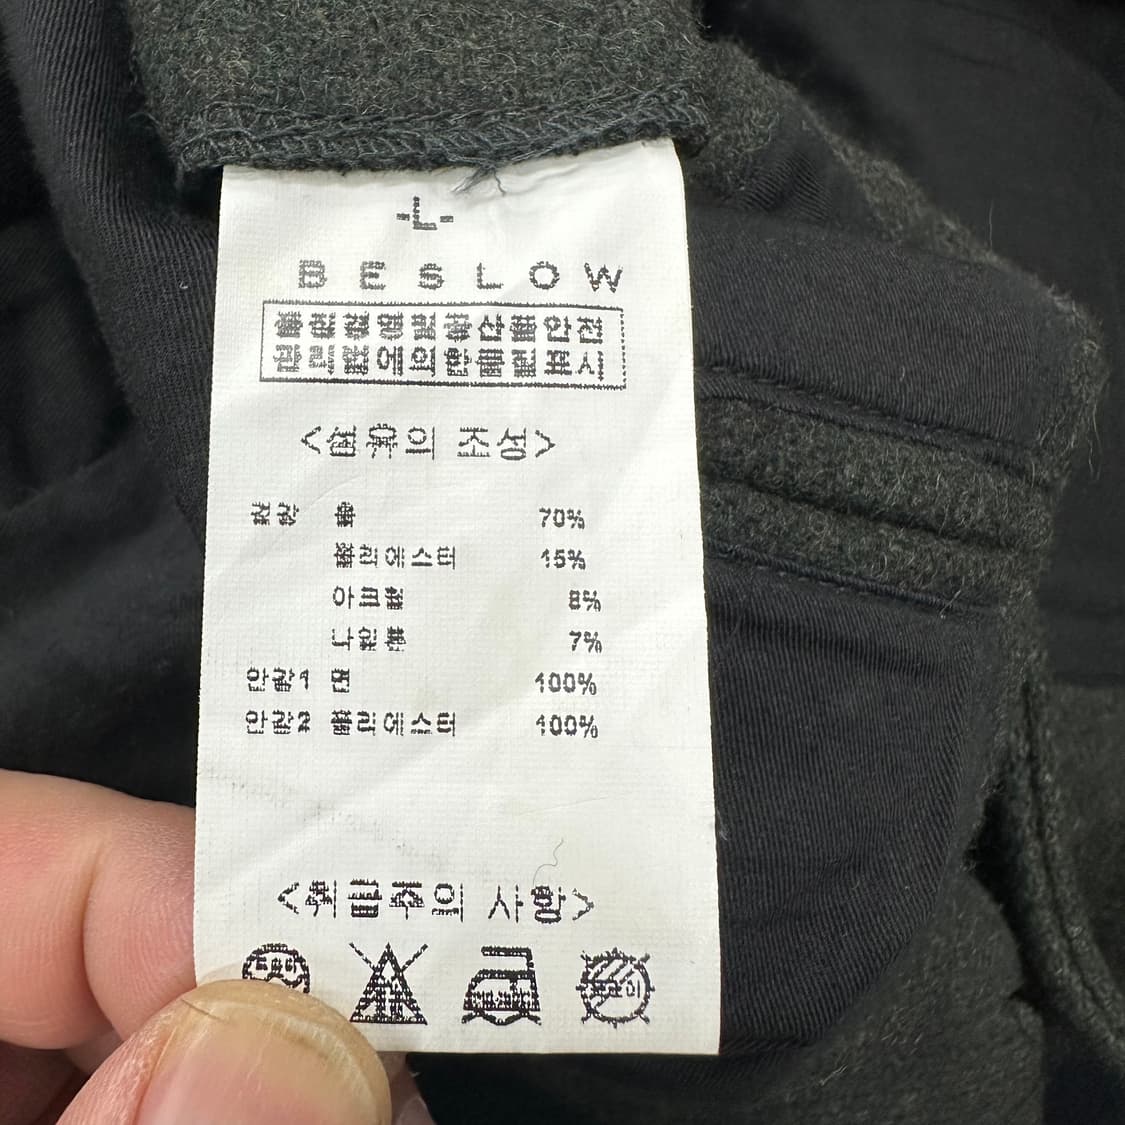 -L-
BESLOW
품질경영및공산품안전
관리법에의한품질표시
<섬유의 조성>
겉감 울 70%
폴리에스터 15%
아크릴 8%
나일론 7%
안감1 면 100%
안감2 폴리에스터 100%
<취급주의 사항>